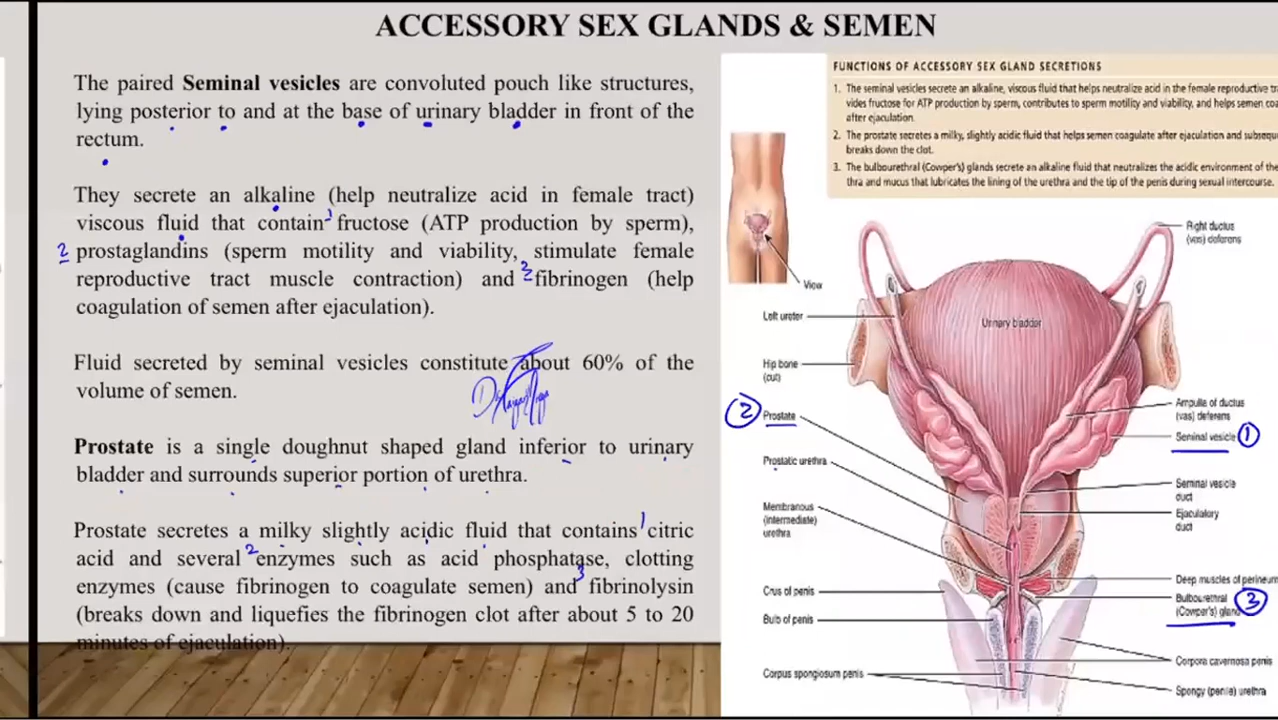 ACCESSORY SEX GLANDS & SEMEN
The paired Seminal vesicles are convoluted pouch like structures,
lying posterior to and at the base of urinary bladder in front of the
rectum.
They secrete an alkaline (help neutralize acid in female tract)
viscous fluid that contain 1 fructose (ATP production by sperm),
2 prostaglandins (sperm motility and viability, stimulate female
reproductive tract muscle contraction) and 3 fibrinogen (help
coagulation of semen after ejaculation).
Fluid secreted by seminal vesicles constitute about 60% of the
volume of semen.
Prostate is a single doughnut shaped gland inferior to urinary
bladder and surrounds superior portion of urethra.
Prostate secretes a milky slightly acidic fluid that contains 1 citric
acid and several 2 enzymes such as acid phosphatase, clotting
enzymes (cause fibrinogen to coagulate semen) and 3 fibrinolysin
(breaks down and liquefies the fibrinogen clot after about 5 to 20
minutes of ejaculation).
FUNCTIONS OF ACCESSORY SEX GLAND SECRETIONS
1. The seminal vesicles secrete an alkaline, viscous fluid that helps neutralize acid in the female reproductive
vides fructose for ATP production by sperm, contributes to sperm motility and viability, and helps semen
after ejaculation.
2. The prostate secretes a milky, slightly acidic fluid that helps semen coagulate after ejaculation and
breaks down the clot.
3. The bulbourethral (Cowper's) glands secrete an alkaline fluid that neutralizes the acidic environment of the
thra and mucus that lubricates the lining of the urethra and the tip of the penis during sexual intercourse.
View
Right ductus
(vas) deferens
Left ureter
Urinary bladder
Hip bone
(cut)
2 Prostate
Ampulla of ductus
(vas) deferens
Seminal vesicle 1
Prostatic urethra
Seminal vesicle
duct
Membranous
(intermediate)
urethra
Ejaculatory
duct
Deep muscles of perineum
Crus of penis
Bulbourethral
(Cowper's) gland 3
Bulb of penis
Corpora cavernosa penis
Corpus spongiosum penis
Spongy (penile) urethra